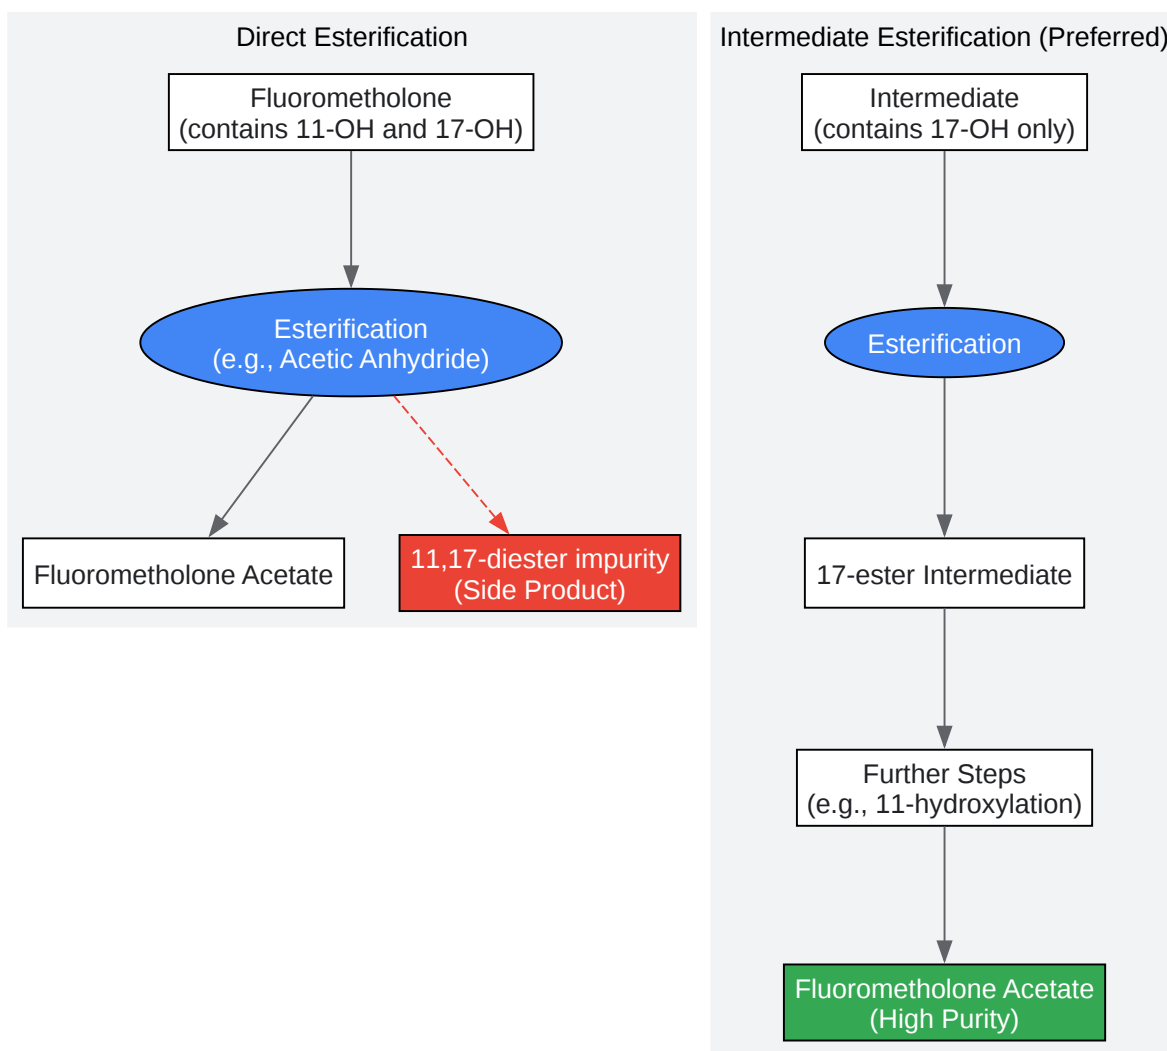 Direct Esterification
Fluorometholone
(contains 11-OH and 17-OH)
Esterification
(e.g., Acetic Anhydride)
Fluorometholone Acetate
11,17-diester impurity
(Side Product)
Intermediate Esterification (Preferred)
Intermediate
(contains 17-OH only)
Esterification
17-ester Intermediate
Further Steps
(e.g., 11-hydroxylation)
Fluorometholone Acetate
(High Purity)